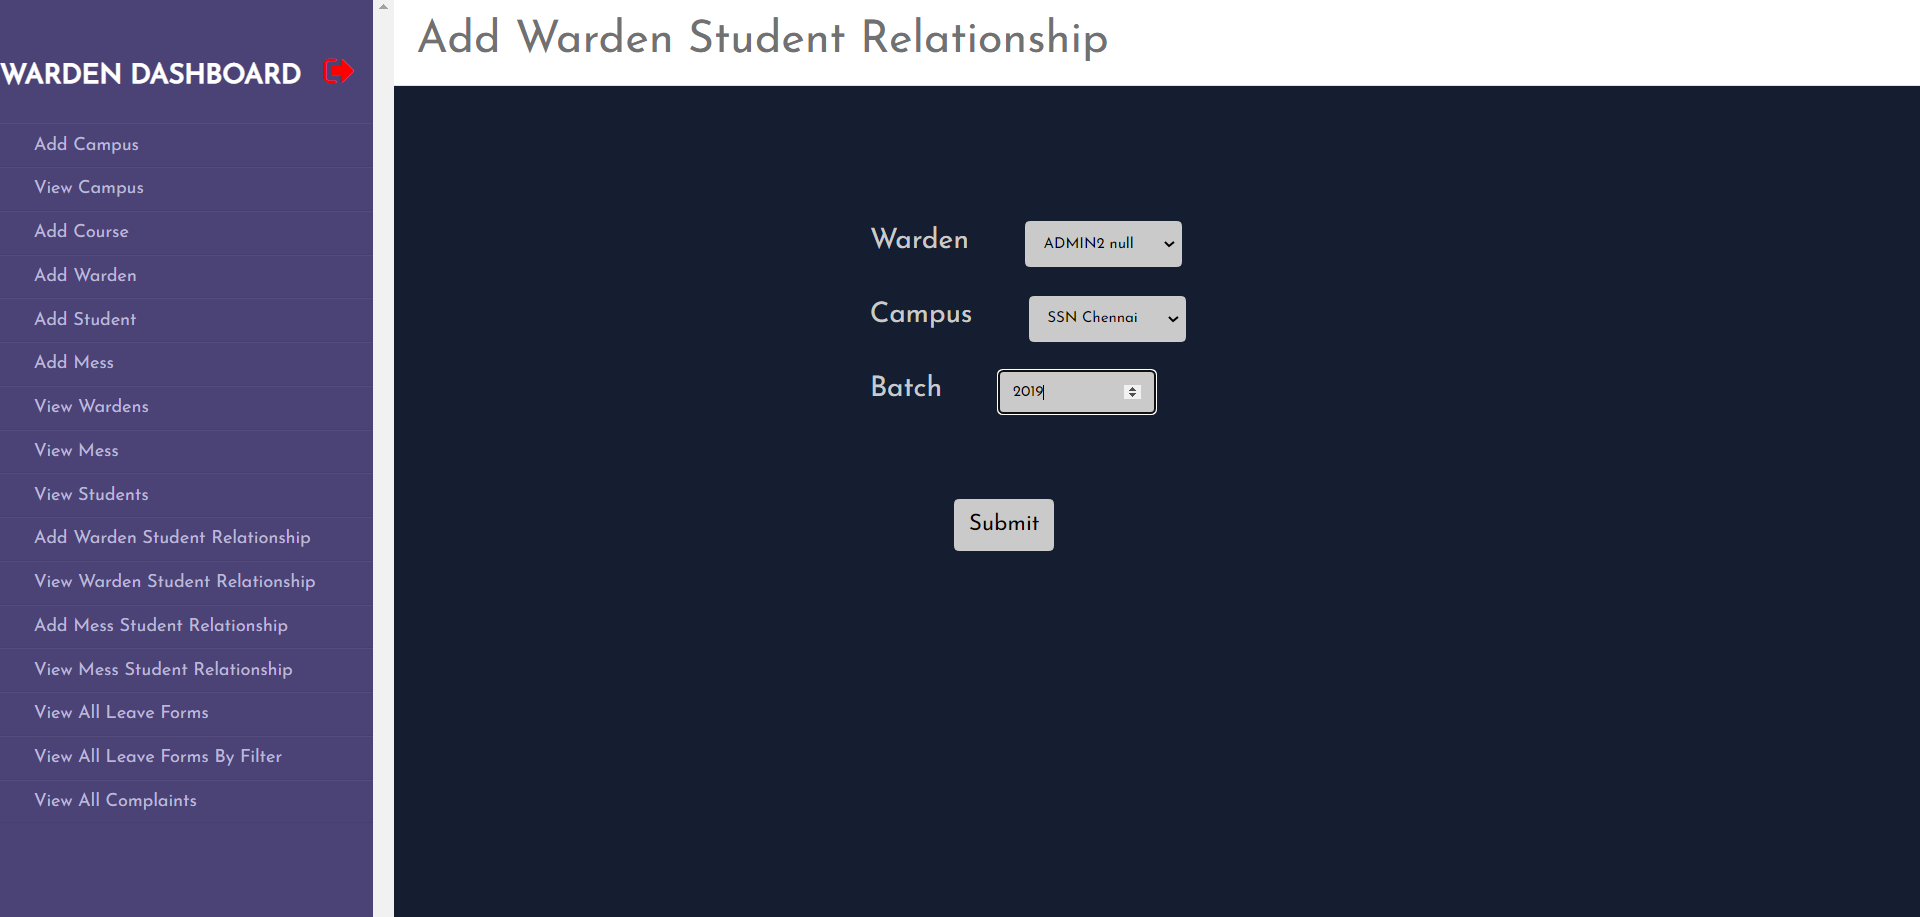 WARDEN DASHBOARD
Add Campus
View Campus
Add Course
Add Warden
Add Student
Add Mess
View Wardens
View Mess
View Students
Add Warden Student Relationship
View Warden Student Relationship
Add Mess Student Relationship
View Mess Student Relationship
View All Leave Forms
View All Leave Forms By Filter
View All Complaints
Add Warden Student Relationship
Warden ADMIN2 null
Campus SSN Chennai
Batch 2019
Submit